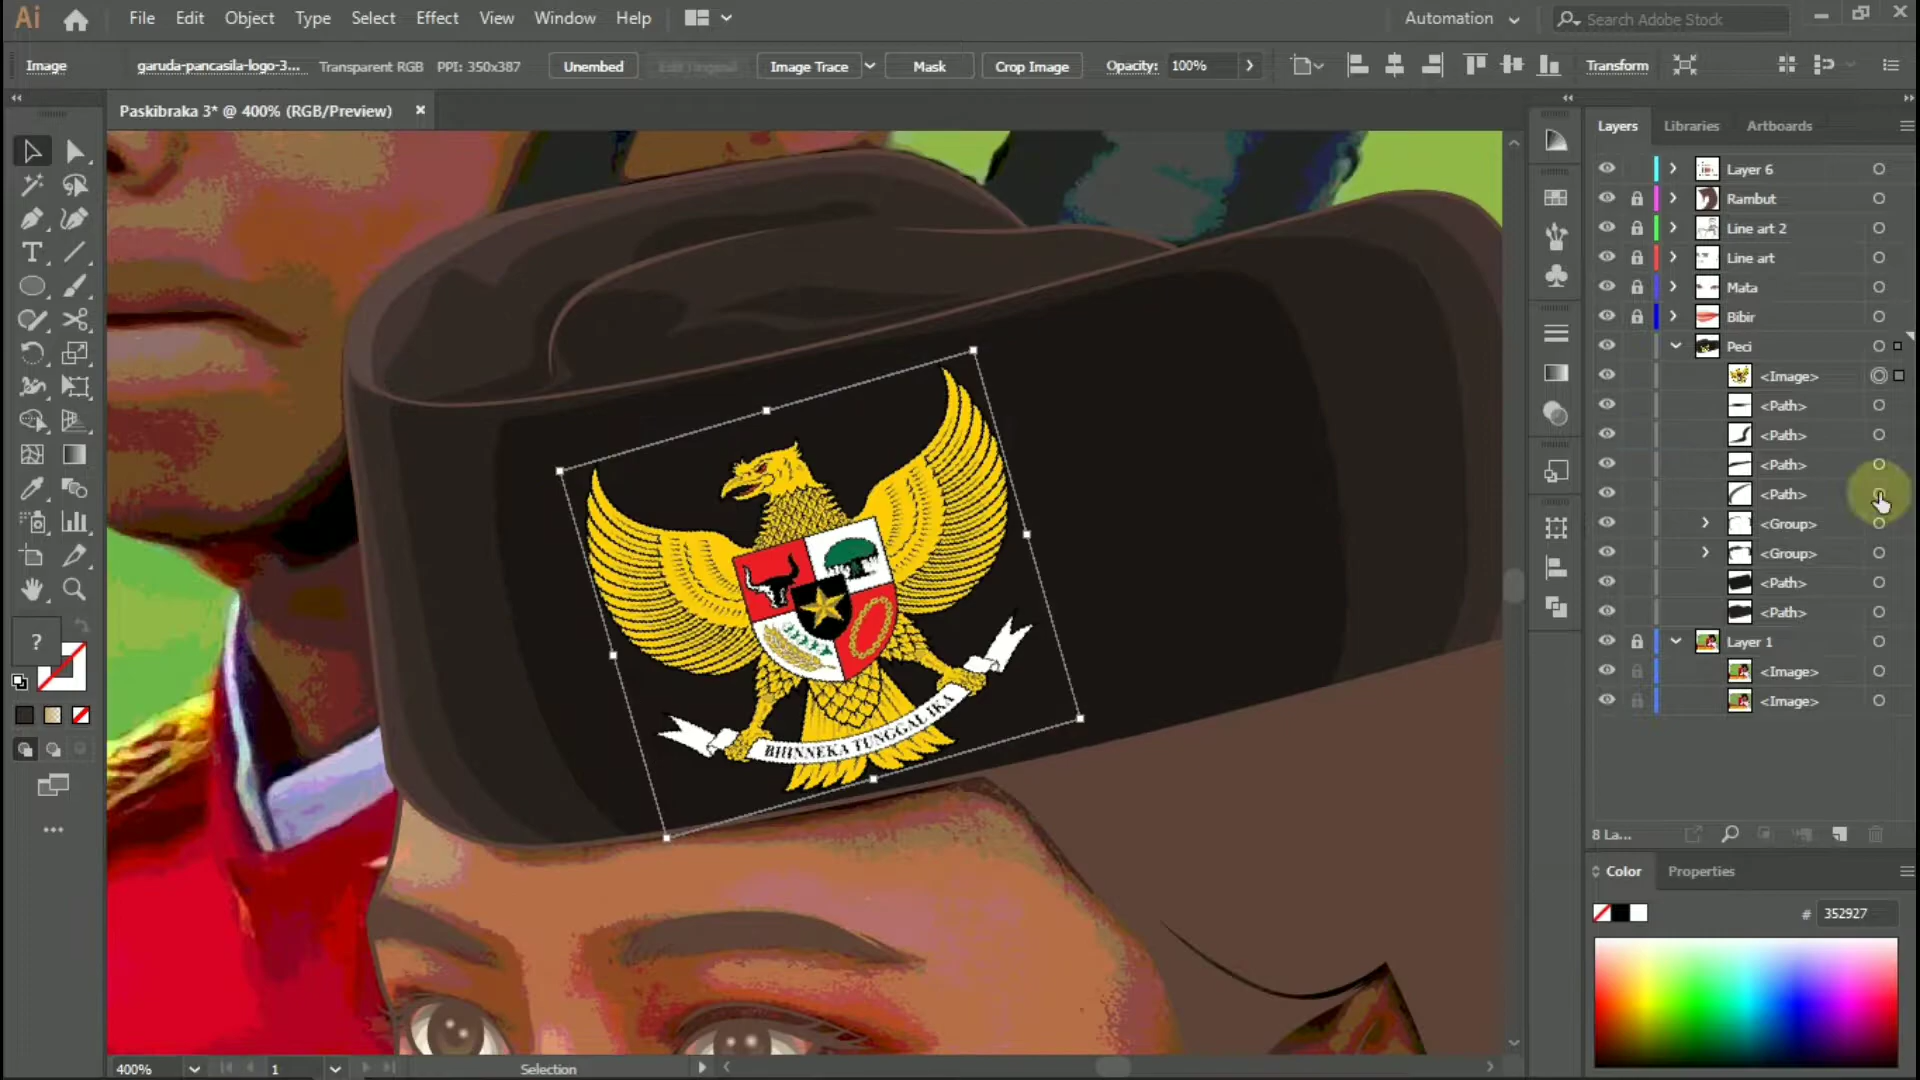 Ai File Edit Object Type Select Effect View Window Help Automation Search Adobe Stock
Image garuda-pancasila-logo-3... Transparent RGB PPI: 350x387 Unembed Edit Original Image Trace Mask Crop Image Opacity: 100% Transform
Paskibraka 3* @ 400% (RGB/Preview)
Layers Libraries Artboards
Layer 6
Rambut
Line art 2
Line art
Mata
Bibir
Peci
<Image>
<Path>
<Path>
<Path>
<Path>
<Group>
<Group>
<Path>
<Path>
Layer 1
<Image>
<Image>
8 La...
BHINNEKA TUNGGAL IKA
?
Color Properties
# 352927
400% 1 Selection